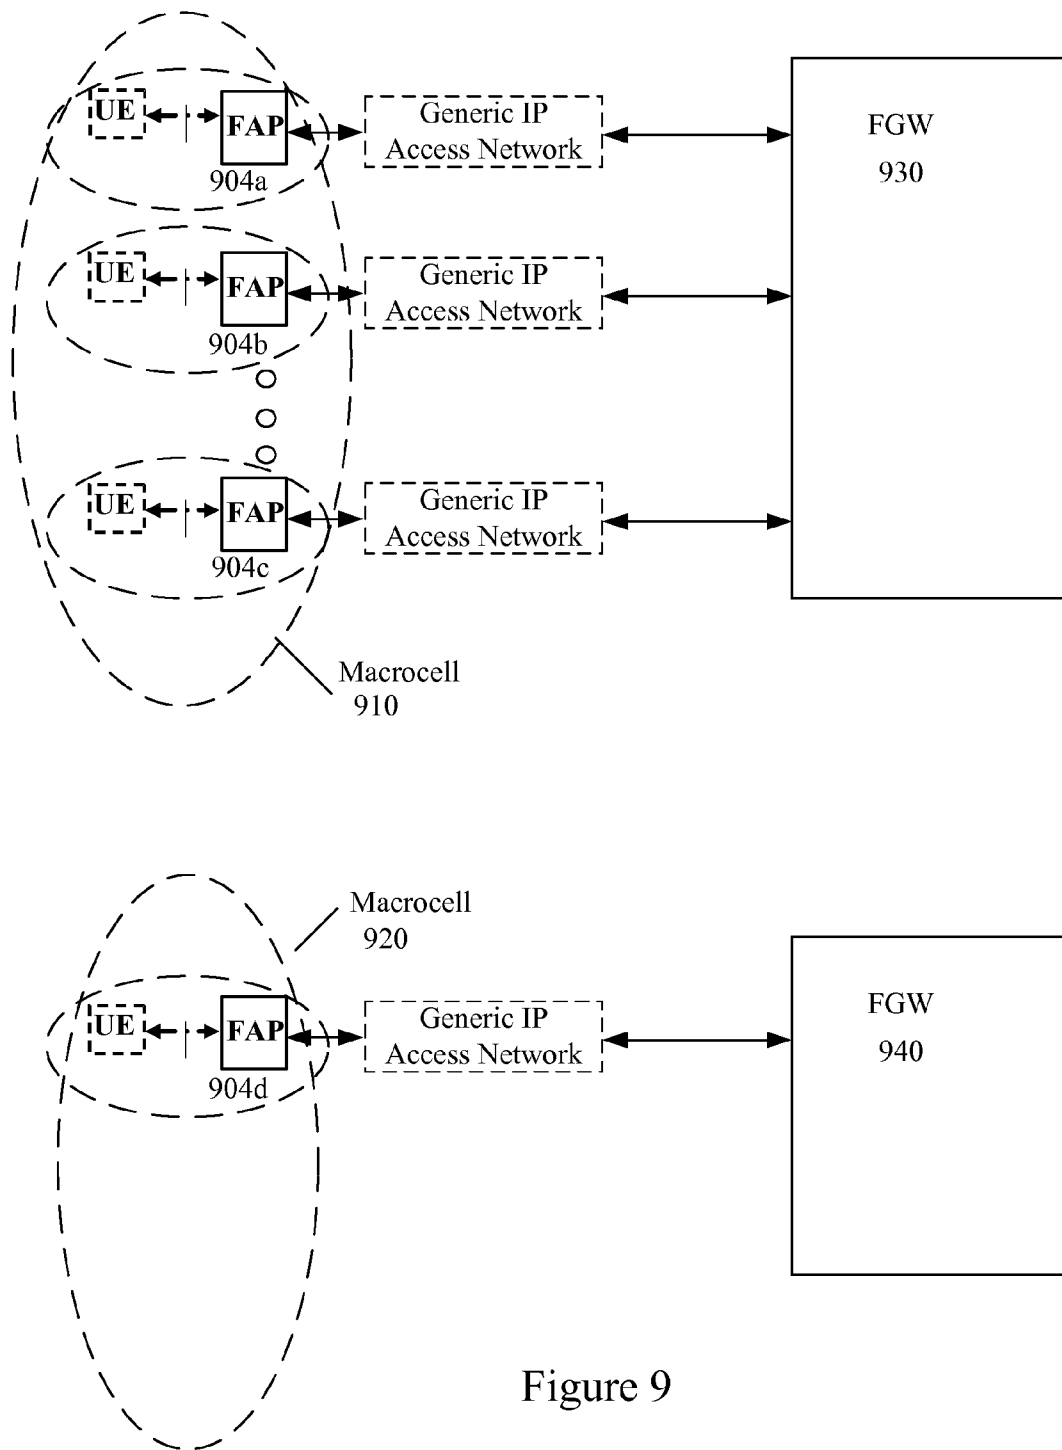 UE
FAP
904a
Generic IP
Access Network
FGW
930
UE
FAP
904b
Generic IP
Access Network
UE
FAP
904c
Generic IP
Access Network
Macrocell
910
Macrocell
920
UE
FAP
904d
Generic IP
Access Network
FGW
940
Figure 9